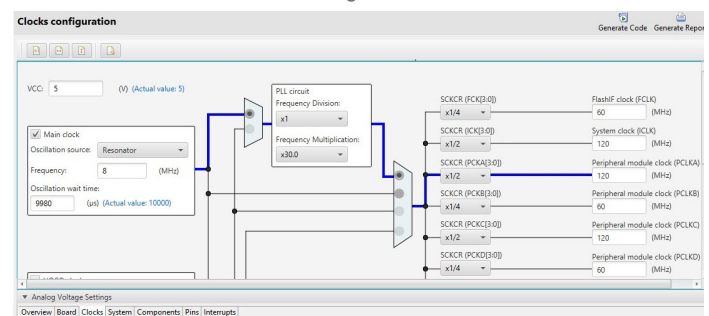 Clocks configuration
Generate Code Generate Repor
VCC: 5 (V) (Actual value: 5)
PLL circuit
Frequency Division:
x1
Frequency Multiplication:
x30.0
Main clock
Oscillation source: Resonator
Frequency: 8 (MHz)
Oscillation wait time:
9980 (µs) (Actual value: 10000)
SCKCR (FCK[3:0]) FlashIF clock (FCLK)
x1/4 60 (MHz)
SCKCR (ICK[3:0]) System clock (ICLK)
x1/2 120 (MHz)
SCKCR (PCKA[3:0]) Peripheral module clock (PCLKA)
x1/2 120 (MHz)
SCKCR (PCKB[3:0]) Peripheral module clock (PCLKB)
x1/4 60 (MHz)
SCKCR (PCKC[3:0]) Peripheral module clock (PCLKC)
x1/2 120 (MHz)
SCKCR (PCKD[3:0]) Peripheral module clock (PCLKD)
x1/4 60 (MHz)
Analog Voltage Settings
Overview Board Clocks System Components Pins Interrupts